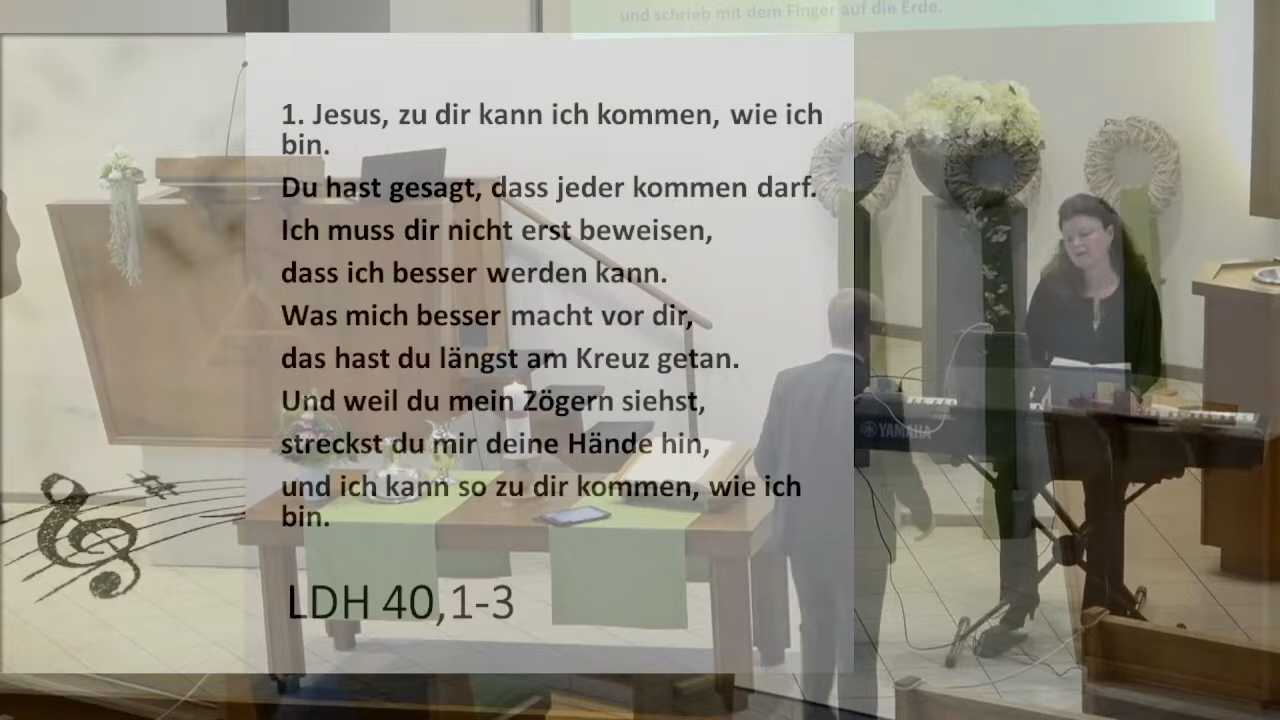 und schrieb mit dem Finger auf die Erde.
1. Jesus, zu dir kann ich kommen, wie ich
bin.
Du hast gesagt, dass jeder kommen darf.
Ich muss dir nicht erst beweisen,
dass ich besser werden kann.
Was mich besser macht vor dir,
das hast du längst am Kreuz getan.
Und weil du mein Zögern siehst,
streckst du mir deine Hände hin,
und ich kann so zu dir kommen, wie ich
bin.
LDH 40,1-3
YAMAHA